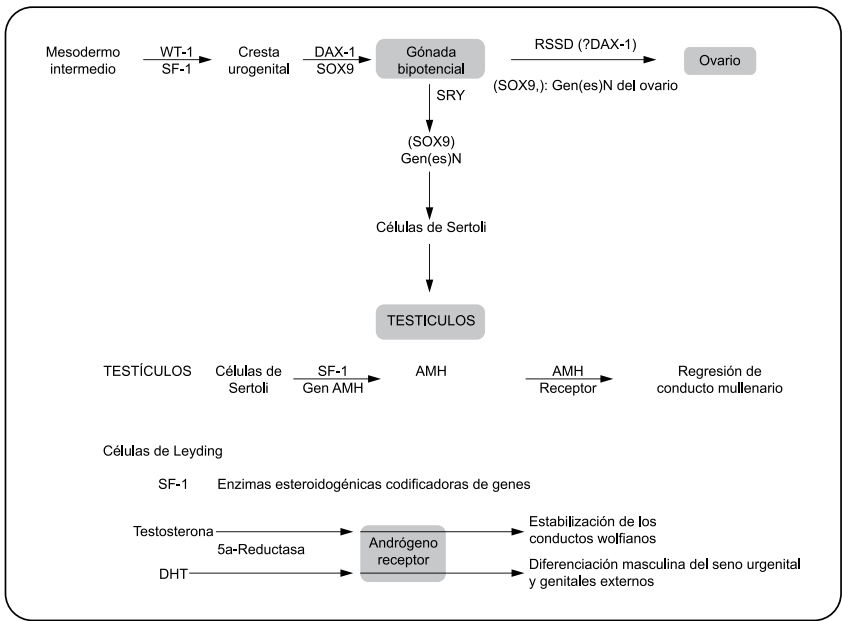 Mesodermo
intermedio
WT-1
SF-1
Cresta
urogenital
DAX-1
SOX9
Gónada
bipotencial
RSSD (?DAX-1)
(SOX9,): Gen(es)N del ovario
Ovario
SRY
(SOX9)
Gen(es)N
Células de Sertoli
TESTICULOS
TESTÍCULOS
Células de
Sertoli
SF-1
Gen AMH
AMH
AMH
Receptor
Regresión de
conducto mullenario
Células de Leyding
SF-1 Enzimas esteroidogénicas codificadoras de genes
Testosterona
5a-Reductasa
DHT
Andrógeno
receptor
Estabilización de los
conductos wolfianos
Diferenciación masculina del seno urgenital
y genitales externos